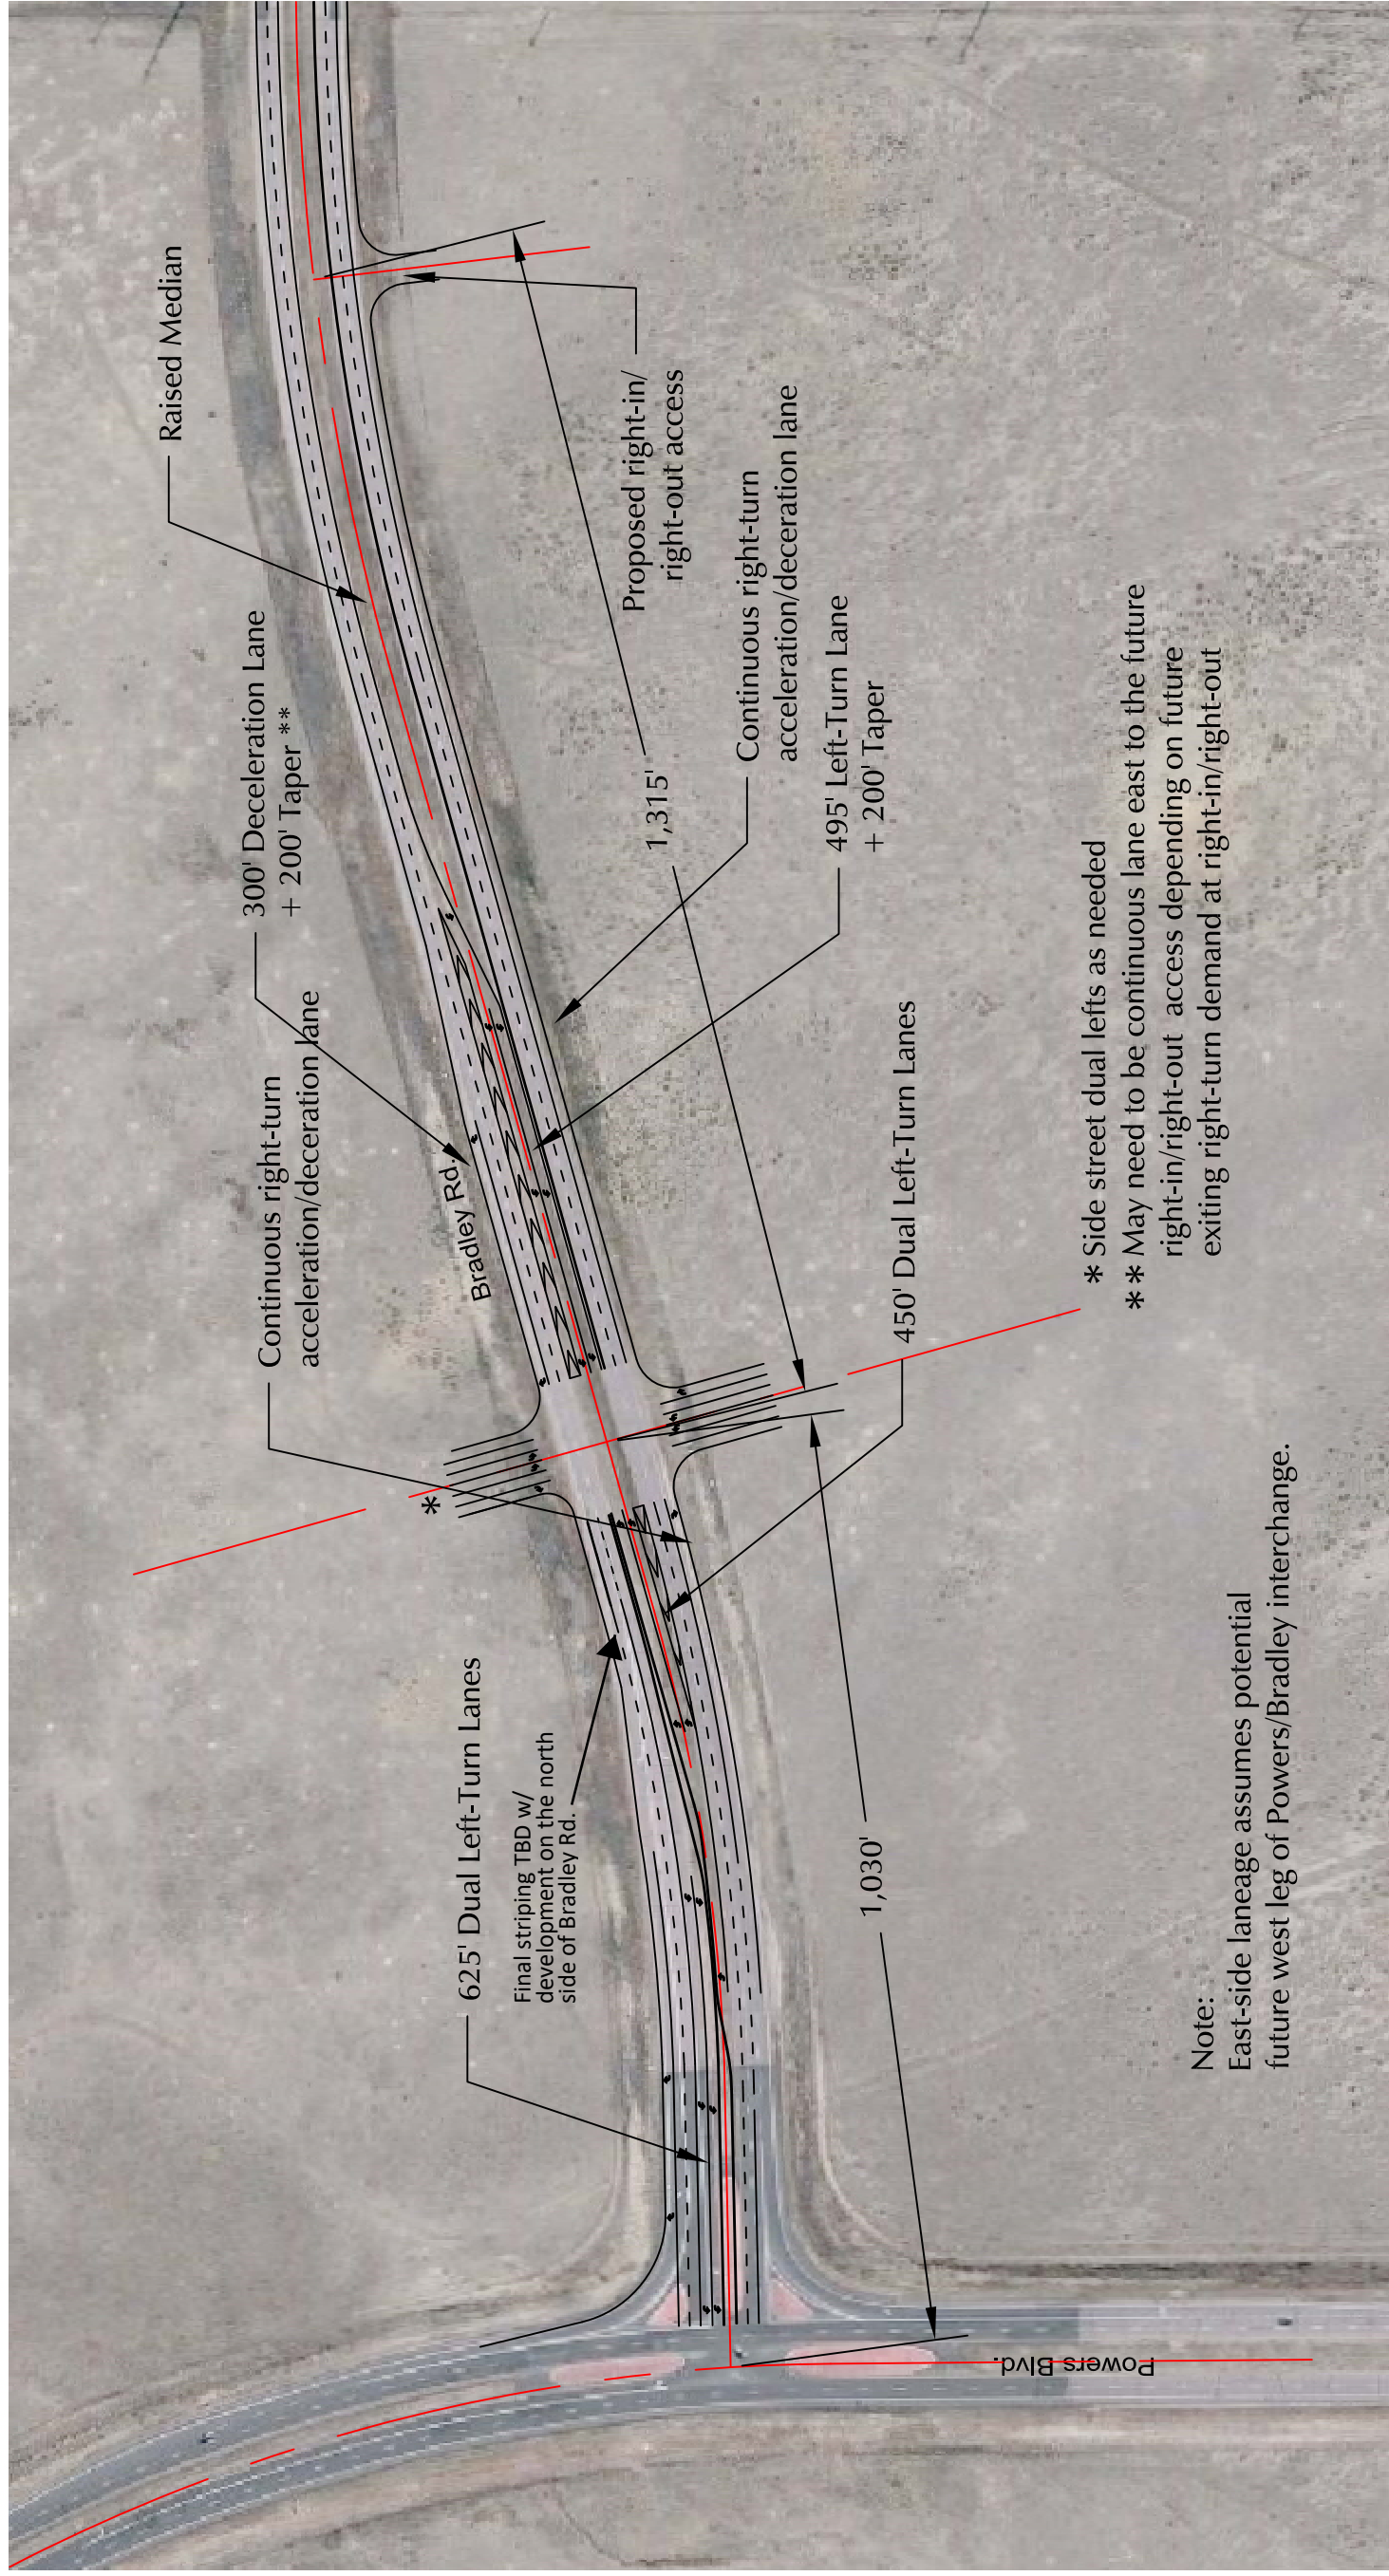 Raised Median
300' Deceleration Lane
+ 200' Taper **
Continuous right-turn
acceleration/deceration lane
Bradley Rd.
Proposed right-in/
right-out access
Continuous right-turn
acceleration/deceration lane
495' Left-Turn Lane
+ 200' Taper
1,315'
450' Dual Left-Turn Lanes
*
625' Dual Left-Turn Lanes
Final striping TBD w/
development on the north
side of Bradley Rd.
1,030'
Powers Blvd.
* Side street dual lefts as needed
** May need to be continuous lane east to the future
right-in/right-out access depending on future
exiting right-turn demand at right-in/right-out
Note:
East-side laneage assumes potential
future west leg of Powers/Bradley interchange.